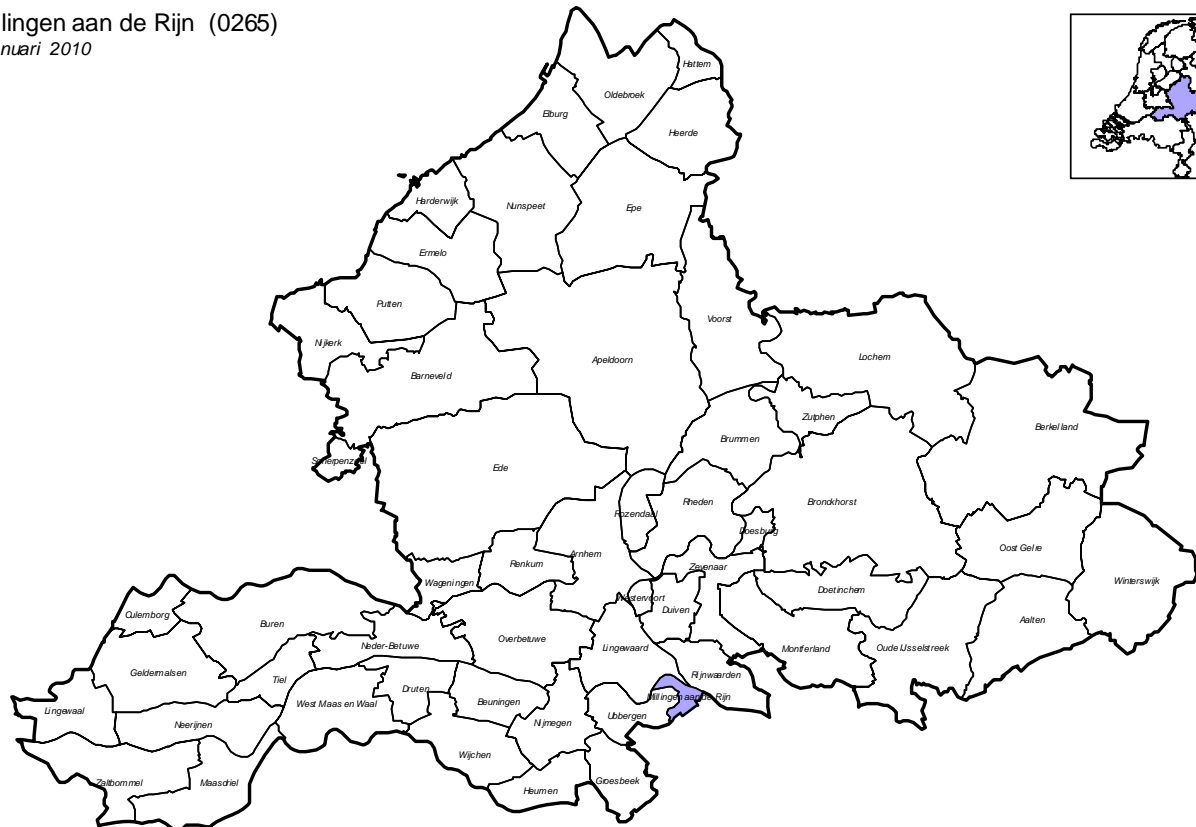 lingen aan de Rijn (0265)
nuari 2010
Hattem
Oldebroek
Elburg
Heerde
Harderwijk
Nunspeet
Epe
Ermelo
Putten
Voorst
Nijkerk
Apeldoorn
Lochem
Barneveld
Zutphen
Berkelland
Brummen
Scherpenzeel
Ede
Bronckhorst
Rheden
Rozendaal
Doesburg
Oost Gelre
Arnhem
Renkum
Zevenaar
Wageningen
Winterswijk
Doetinchem
Westervoort
Duiven
Culemborg
Buren
Aalten
Overbetuwe
Neder-Betuwe
Lingewaard
Montferland
Oude IJsselstreek
Geldermalsen
Rijnwaarden
Tiel
Druten
Millingen aan de Rijn
West Maas en Waal
Beuningen
Lingewaal
Ubbergen
Neerijnen
Nijmegen
Wijchen
Zaltbommel
Maasdriel
Groesbeek
Heumen